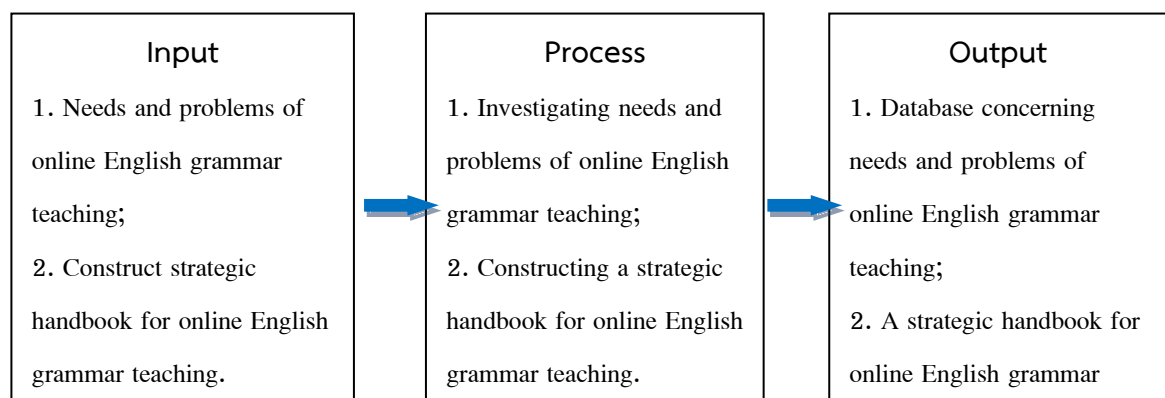 Input
1. Needs and problems of
online English grammar
teaching;
2. Construct strategic
handbook for online English
grammar teaching.
Process
1. Investigating needs and
problems of online English
grammar teaching;
2. Constructing a strategic
handbook for online English
grammar teaching.
Output
1. Database concerning
needs and problems of
online English grammar
teaching;
2. A strategic handbook for
online English grammar